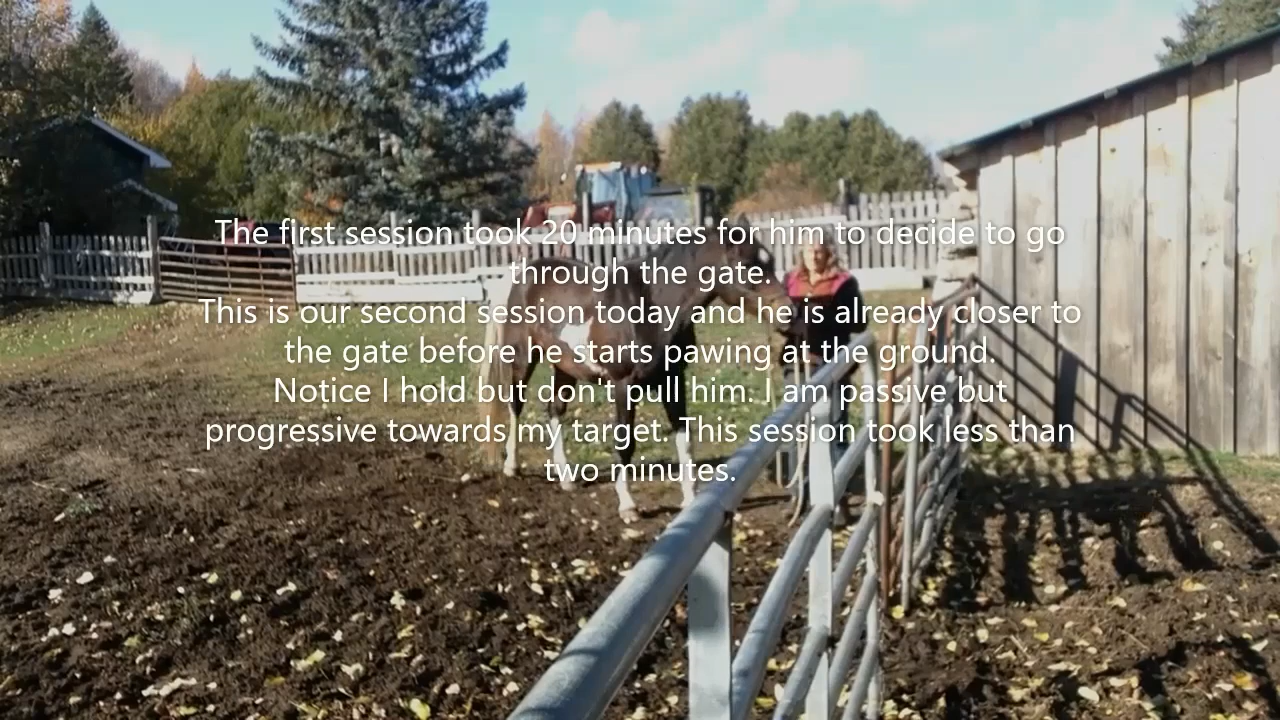 The first session took 20 minutes for him to decide to go
through the gate.
This is our second session today and he is already closer to
the gate before he starts pawing at the ground.
Notice I hold but don't pull him. I am passive but
progressive towards my target. This session took less than
two minutes.